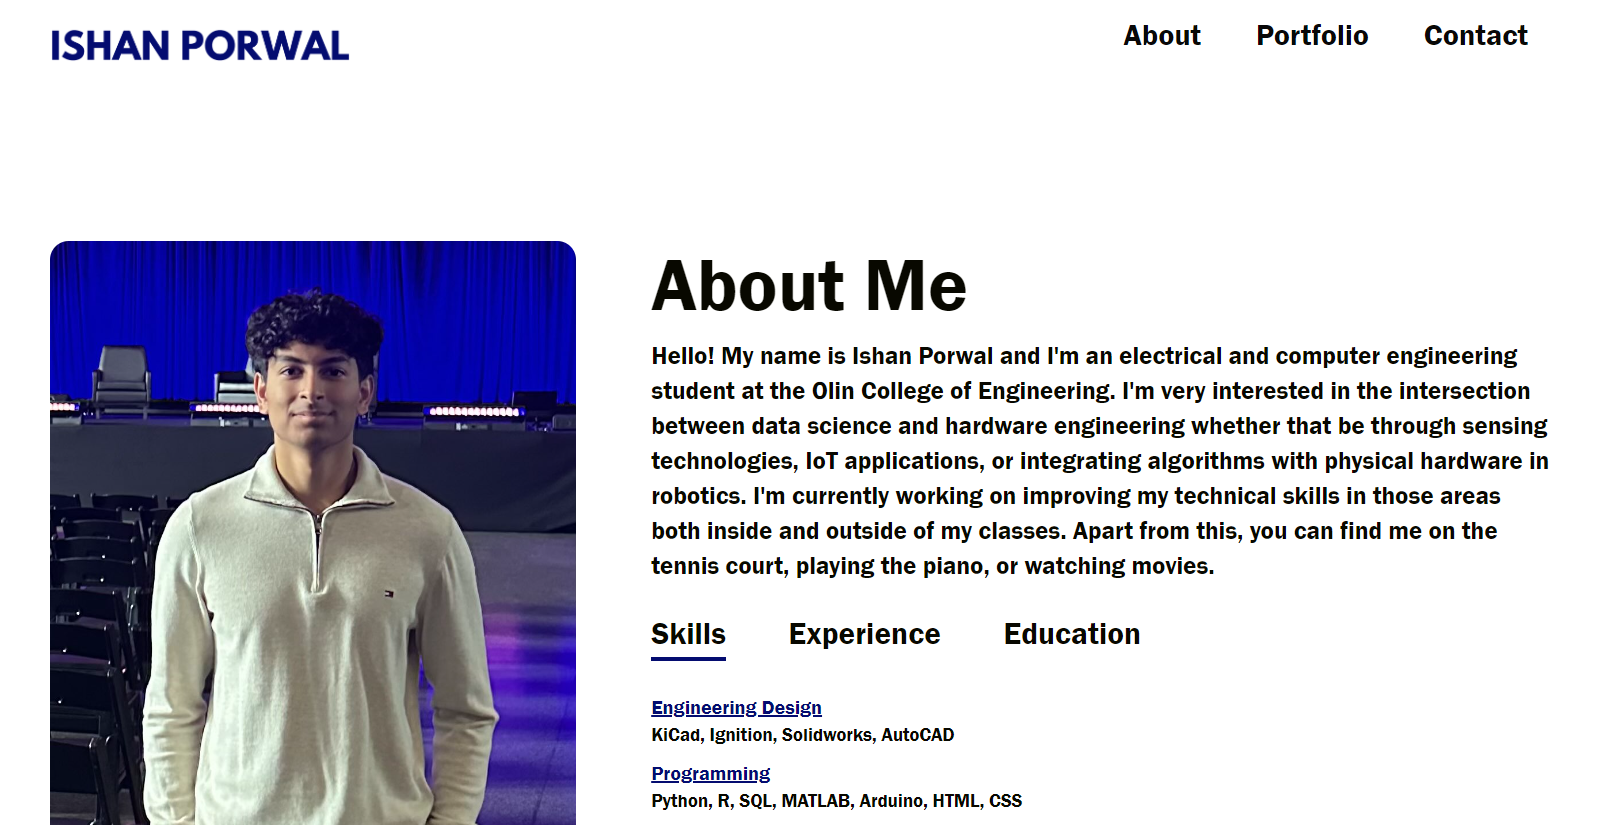 ISHAN PORWAL
About Portfolio Contact
About Me
Hello! My name is Ishan Porwal and I'm an electrical and computer engineering
student at the Olin College of Engineering. I'm very interested in the intersection
between data science and hardware engineering whether that be through sensing
technologies, IoT applications, or integrating algorithms with physical hardware in
robotics. I'm currently working on improving my technical skills in those areas
both inside and outside of my classes. Apart from this, you can find me on the
tennis court, playing the piano, or watching movies.
Skills Experience Education
Engineering Design
KiCad, Ignition, Solidworks, AutoCAD
Programming
Python, R, SQL, MATLAB, Arduino, HTML, CSS